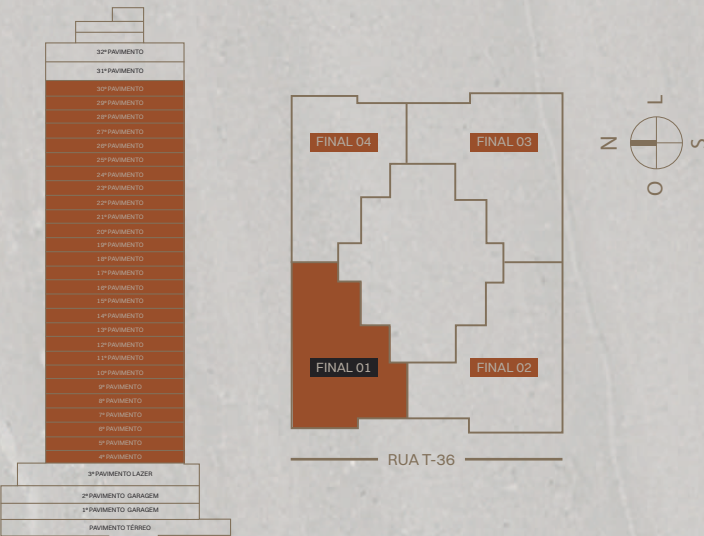 32º PAVIMENTO
31º PAVIMENTO
30º PAVIMENTO
29º PAVIMENTO
28º PAVIMENTO
27º PAVIMENTO
26º PAVIMENTO
25º PAVIMENTO
24º PAVIMENTO
23º PAVIMENTO
22º PAVIMENTO
21º PAVIMENTO
20º PAVIMENTO
19º PAVIMENTO
18º PAVIMENTO
17º PAVIMENTO
16º PAVIMENTO
15º PAVIMENTO
14º PAVIMENTO
13º PAVIMENTO
12º PAVIMENTO
11º PAVIMENTO
10º PAVIMENTO
9º PAVIMENTO
8º PAVIMENTO
7º PAVIMENTO
6º PAVIMENTO
5º PAVIMENTO
4º PAVIMENTO
3º PAVIMENTO LAZER
2º PAVIMENTO GARAGEM
1º PAVIMENTO GARAGEM
PAVIMENTO TÉRREO
FINAL 04
FINAL 03
FINAL 01
FINAL 02
RUA T-36
L
N
S
O